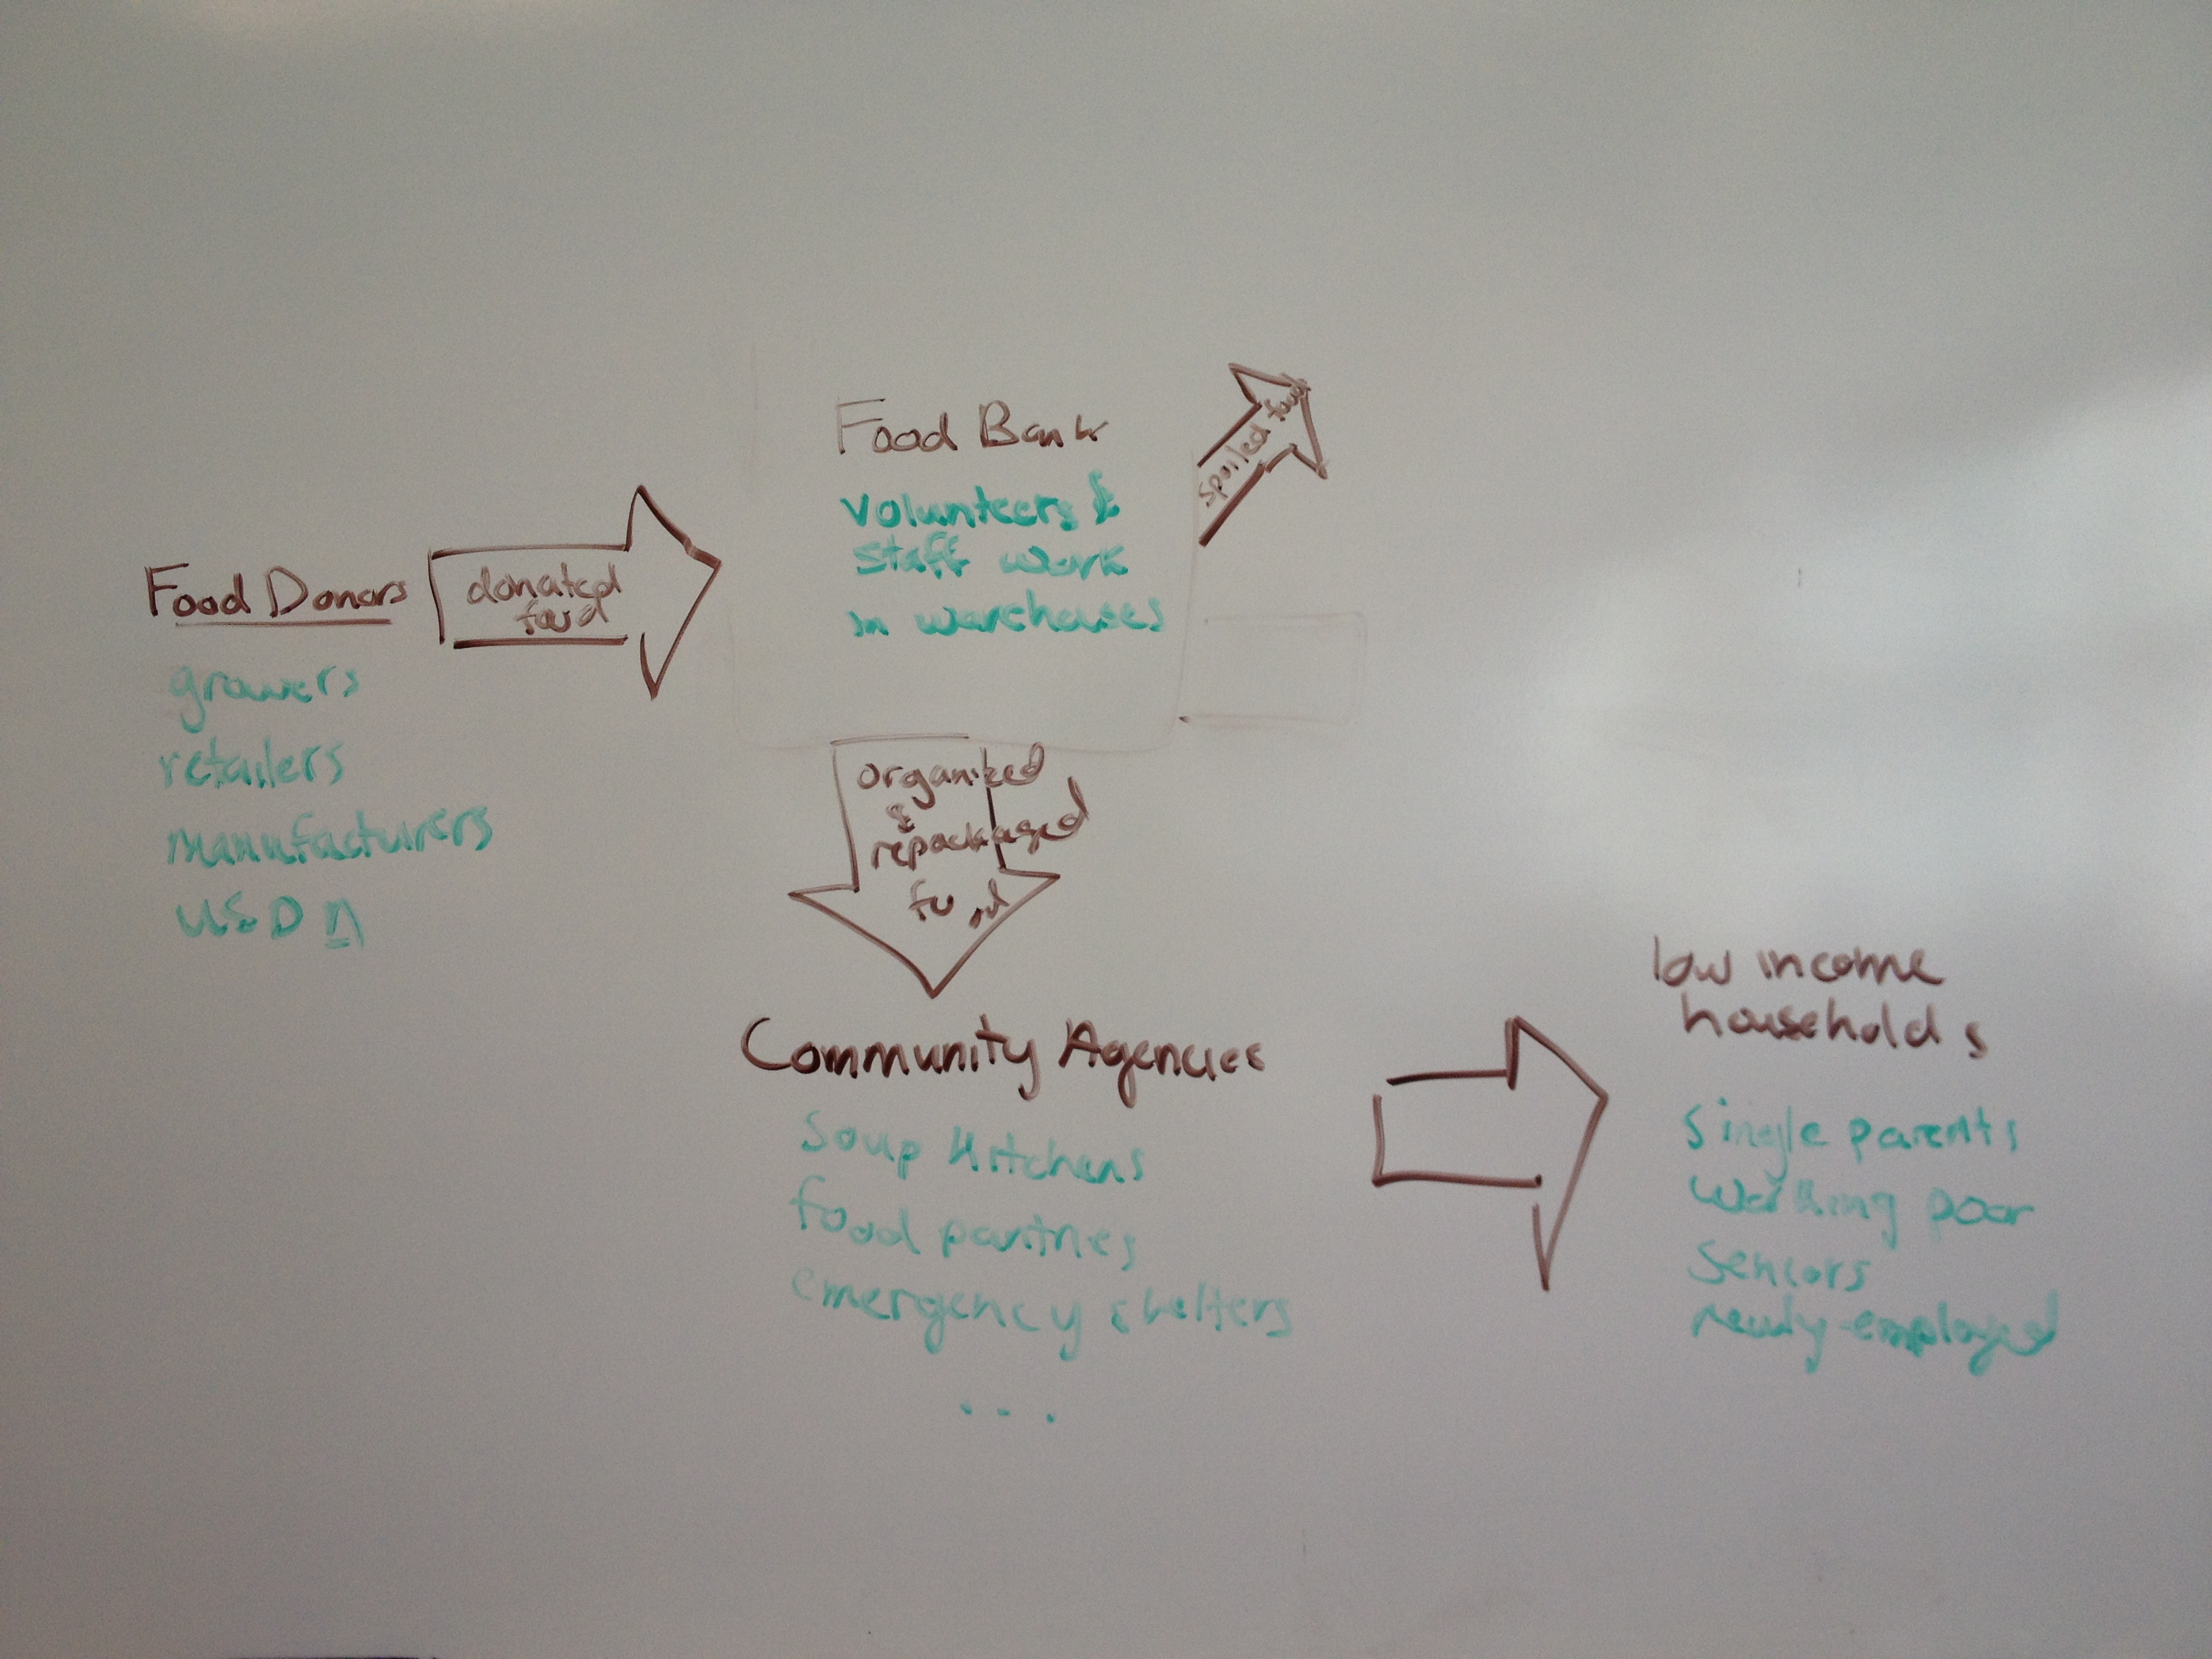 Food Donors
growers
retailers
manufacturers
USDA
donated
food
Food Bank
Volunteers &
staff work
in warehouses
spoiled food
organized
&
repackaged
food
Community Agencies
Soup Kitchens
food partnes
emergency shelters
...
low income
households
single parents
working poor
seniors
newly employed